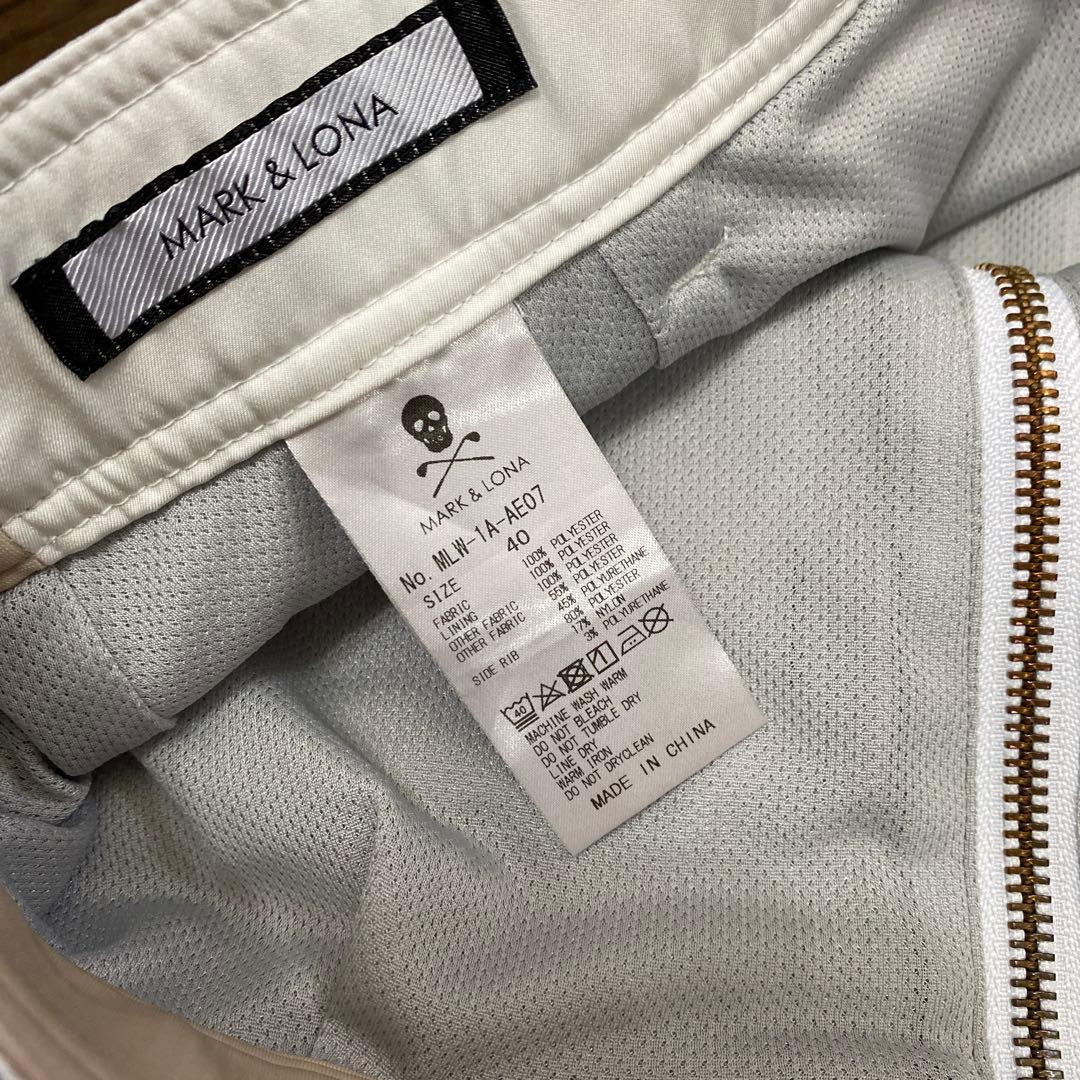 MARK & LONA
MARK & LONA
No. MLW-1A-AE07
SIZE 40
FABRIC 100% POLYESTER
LINING 100% POLYESTER
OTHER FABRIC 100% POLYESTER
OTHER FABRIC 55% POLYESTER
45% POLYURETHANE
SIDE RIB 80% POLYESTER
17% NYLON
3% POLYURETHANE
40
MACHINE WASH WARM
DO NOT BLEACH
DO NOT TUMBLE DRY
LINE DRY
WARM IRON
DO NOT DRYCLEAN
MADE IN CHINA